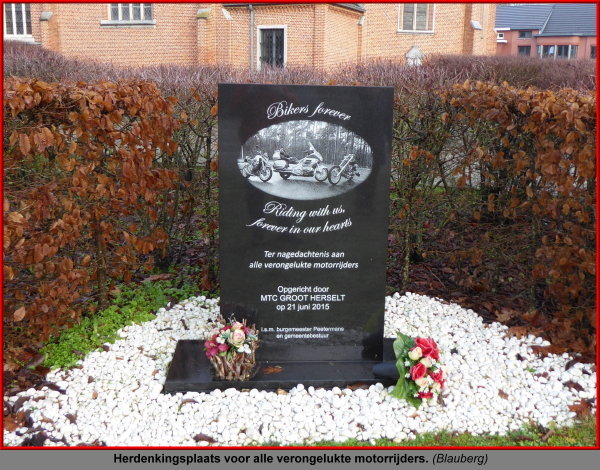 Bikers forever
Riding with us,
forever in our hearts
Ter nagedachtenis aan
alle verongelukte motorrijders
Opgericht door
MTC GROOT HERSELT
op 21 juni 2015
i.s.m. burgemeester Peetermans
en gemeentebestuur
Herdenkingsplaats voor alle verongelukte motorrijders. (Blauberg)